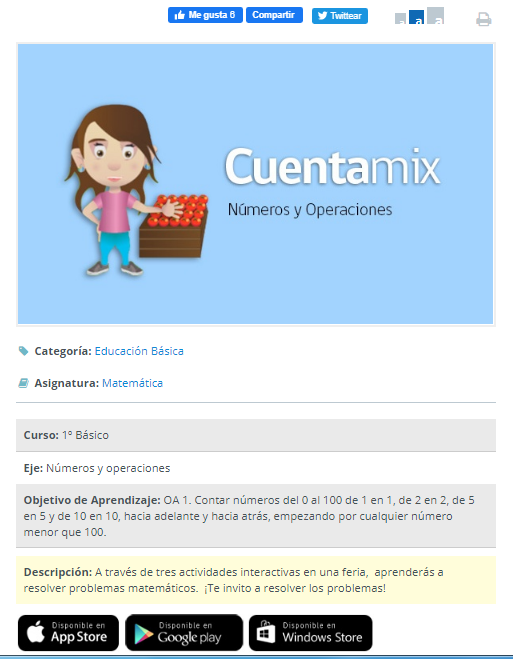 Me gusta 6 Compartir Twittear a a a
Cuentamix
Números y Operaciones
Categoría: Educación Básica
Asignatura: Matemática
Curso: 1º Básico
Eje: Números y operaciones
Objetivo de Aprendizaje: OA 1. Contar números del 0 al 100 de 1 en 1, de 2 en 2, de 5
en 5 y de 10 en 10, hacia adelante y hacia atrás, empezando por cualquier número
menor que 100.
Descripción: A través de tres actividades interactivas en una feria, aprenderás a
resolver problemas matemáticos. ¡Te invito a resolver los problemas!
Disponible en Disponible en Disponible en
App Store Google play Windows Store